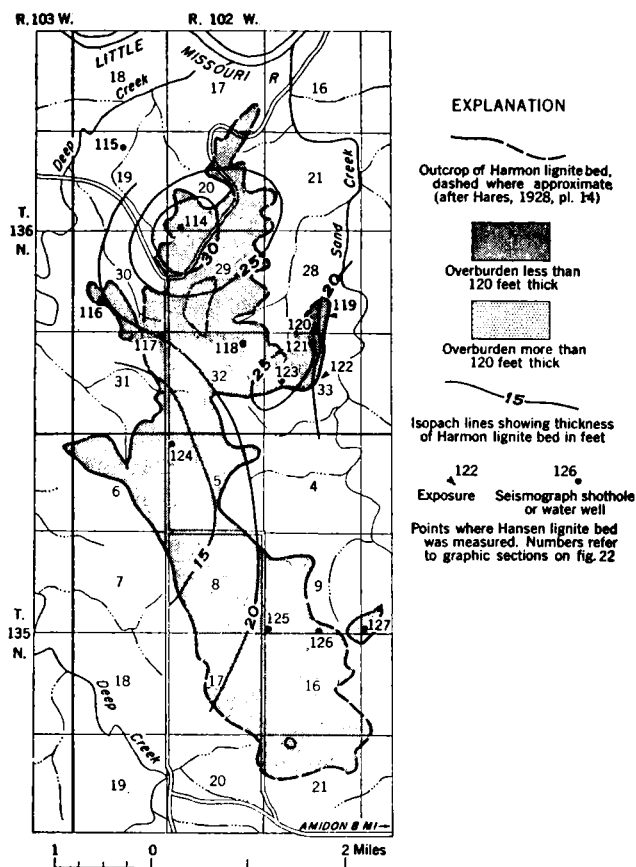 R. 103 W.
R. 102 W.
LITTLE
MISSOURI
R
18
17
16
Creek
Deep
115
19
20
21
Creek
T.
136
N.
114
30
30
29
25
28
Sand
20
119
116
120
121
117
118
25
123
122
31
32
33
124
6
5
4
15
7
8
9
20
T.
135
N.
125
126
127
18
17
16
Deep
Creek
19
20
21
AMIDON 8 MI→
1
0
2 Miles
EXPLANATION
Outcrop of Harmon lignite bed,
dashed where approximate
(after Hares, 1928, pl. 14)
Overburden less than
120 feet thick
Overburden more than
120 feet thick
15
Isopach lines showing thickness
of Harmon lignite bed in feet
122
126
Exposure
Seismograph shothole
or water well
Points where Hansen lignite bed
was measured. Numbers refer
to graphic sections on fig. 22